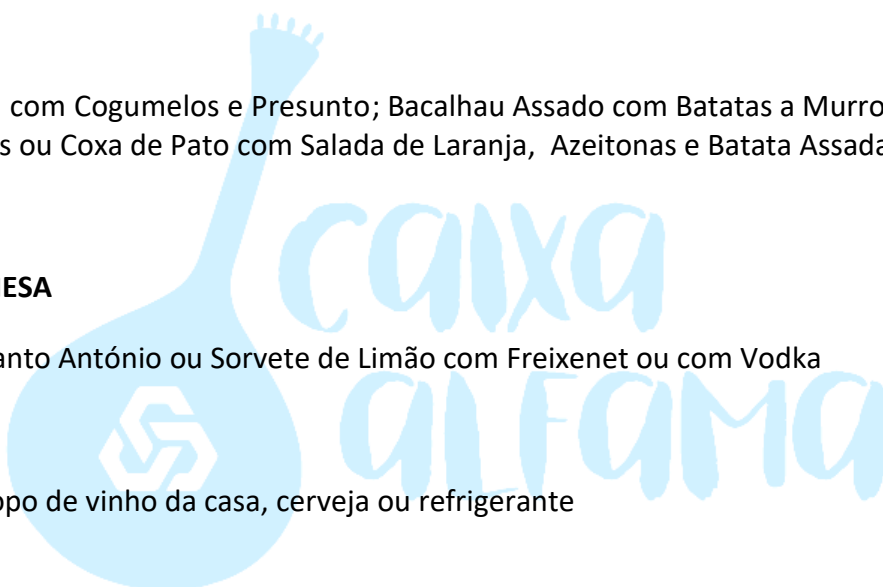 com Cogumelos e Presunto; Bacalhau Assado com Batatas a Murro
s ou Coxa de Pato com Salada de Laranja, Azeitonas e Batata Assada
caixa
ESA
anto António ou Sorvete de Limão com Freixenet ou com Vodka
alfama
opo de vinho da casa, cerveja ou refrigerante